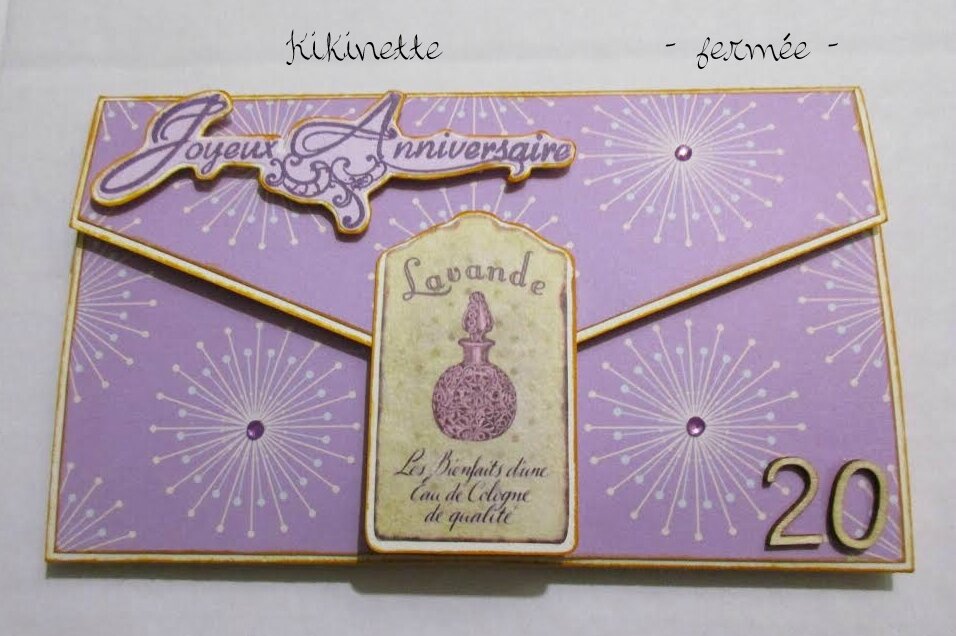 Kikinette - fermée -
Joyeux Anniversaire
Lavande
Les Bienfaits d'une
Eau de Cologne
de qualité
20